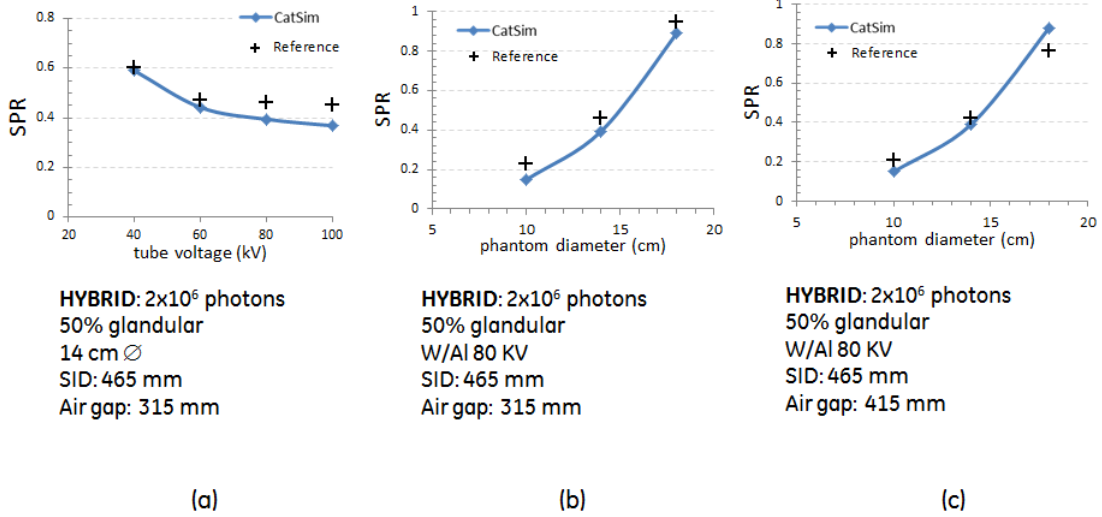 0.8
0.6
0.4
0.2
0
SPR
20
40
60
80
100
tube voltage (kV)
CatSim
Reference
HYBRID: 2x10⁶ photons
50% glandular
14 cm ∅
SID: 465 mm
Air gap: 315 mm
(a)
1
0.8
0.6
0.4
0.2
0
SPR
5
10
15
20
phantom diameter (cm)
CatSim
Reference
HYBRID: 2x10⁶ photons
50% glandular
W/Al 80 KV
SID: 465 mm
Air gap: 315 mm
(b)
1
0.8
0.6
0.4
0.2
0
SPR
5
10
15
20
phantom diameter (cm)
CatSim
Reference
HYBRID: 2x10⁶ photons
50% glandular
W/Al 80 KV
SID: 465 mm
Air gap: 415 mm
(c)